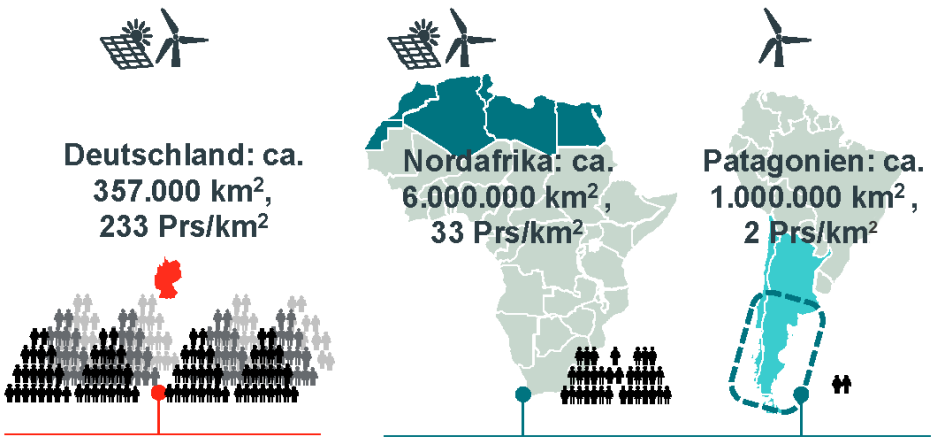 Deutschland: ca.
357.000 km²,
233 Prs/km²
Nordafrika: ca.
6.000.000 km² ,
33 Prs/km²
Patagonien: ca.
1.000.000 km² ,
2 Prs/km²